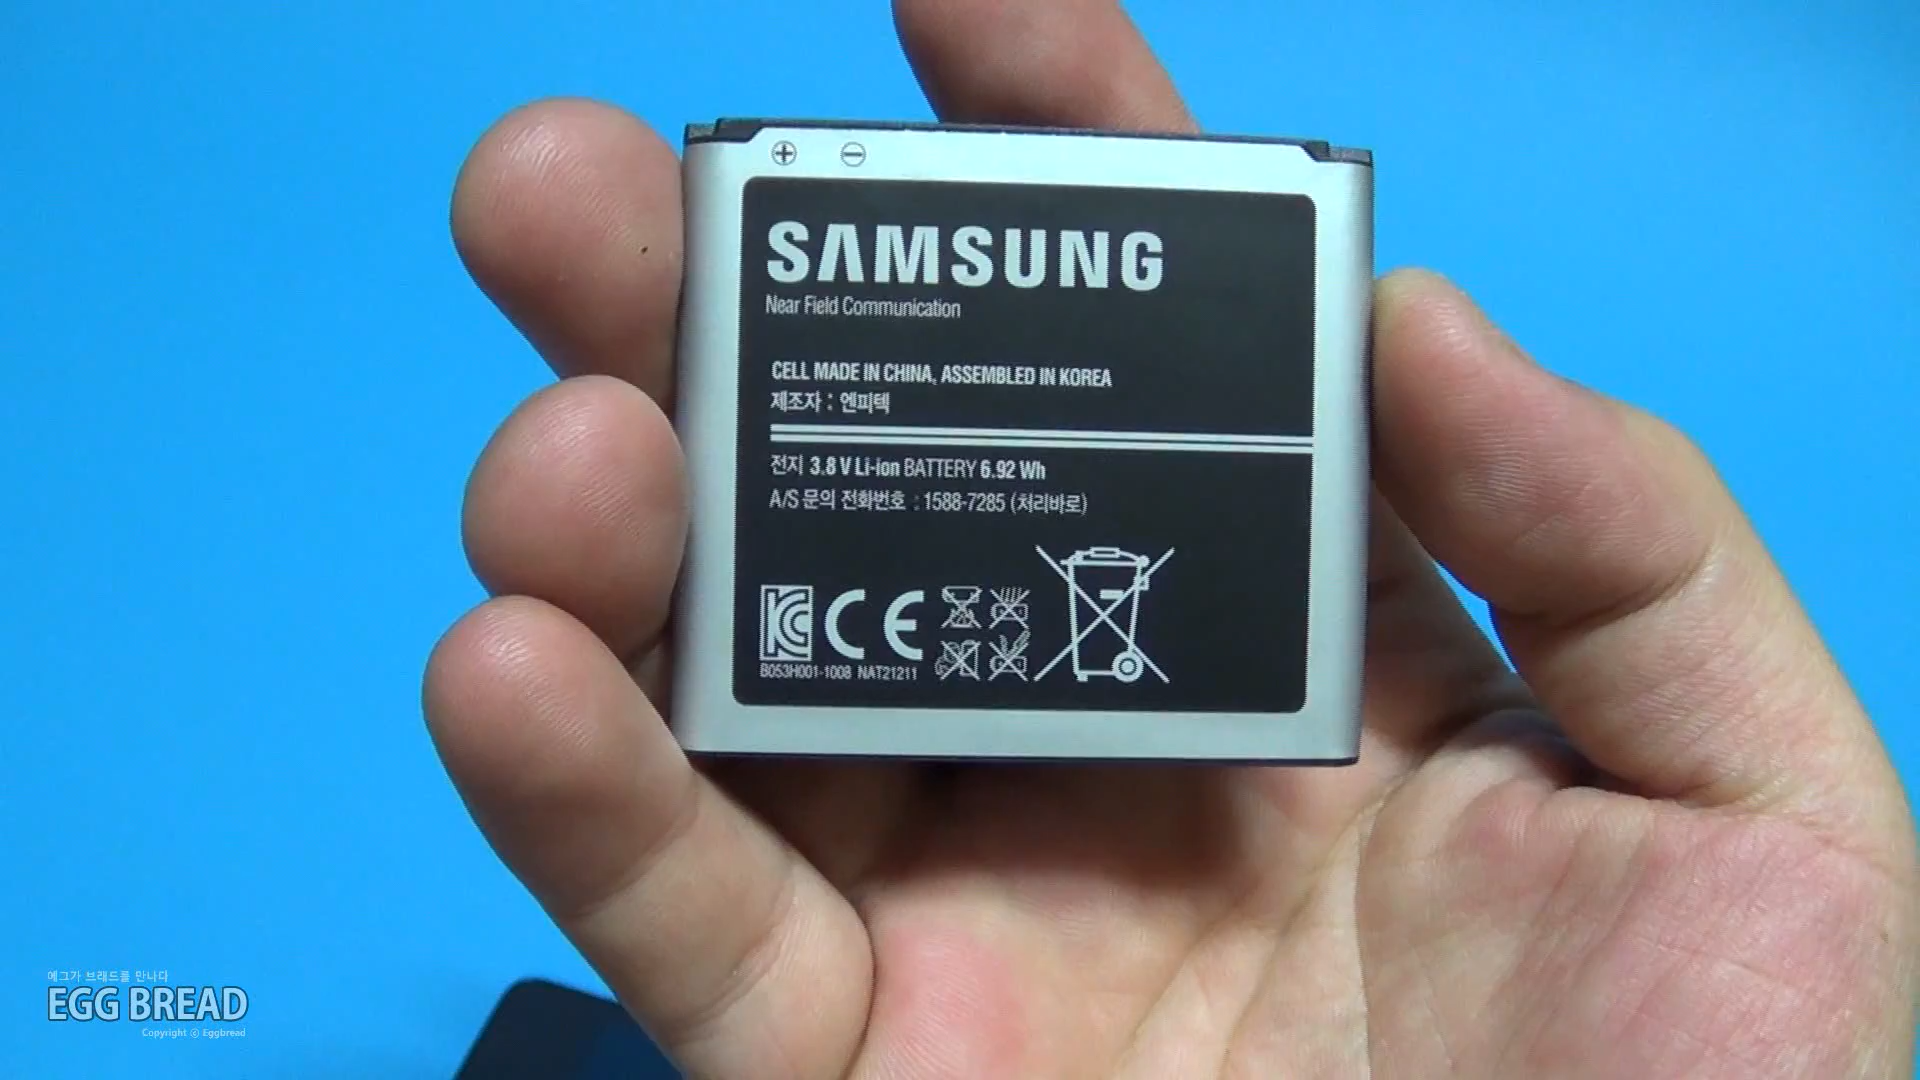 SAMSUNG
Near Field Communication
CELL MADE IN CHINA, ASSEMBLED IN KOREA
제조자 : 엔피텍
전지 3.8 V Li-ion BATTERY 6.92 Wh
A/S 문의 전화번호 : 1588-7285 (처리바로)
CE
B053H001-1008 NAT21211
에그가 브래드를 만나다
EGG BREAD
Copyright ⓒ Eggbread